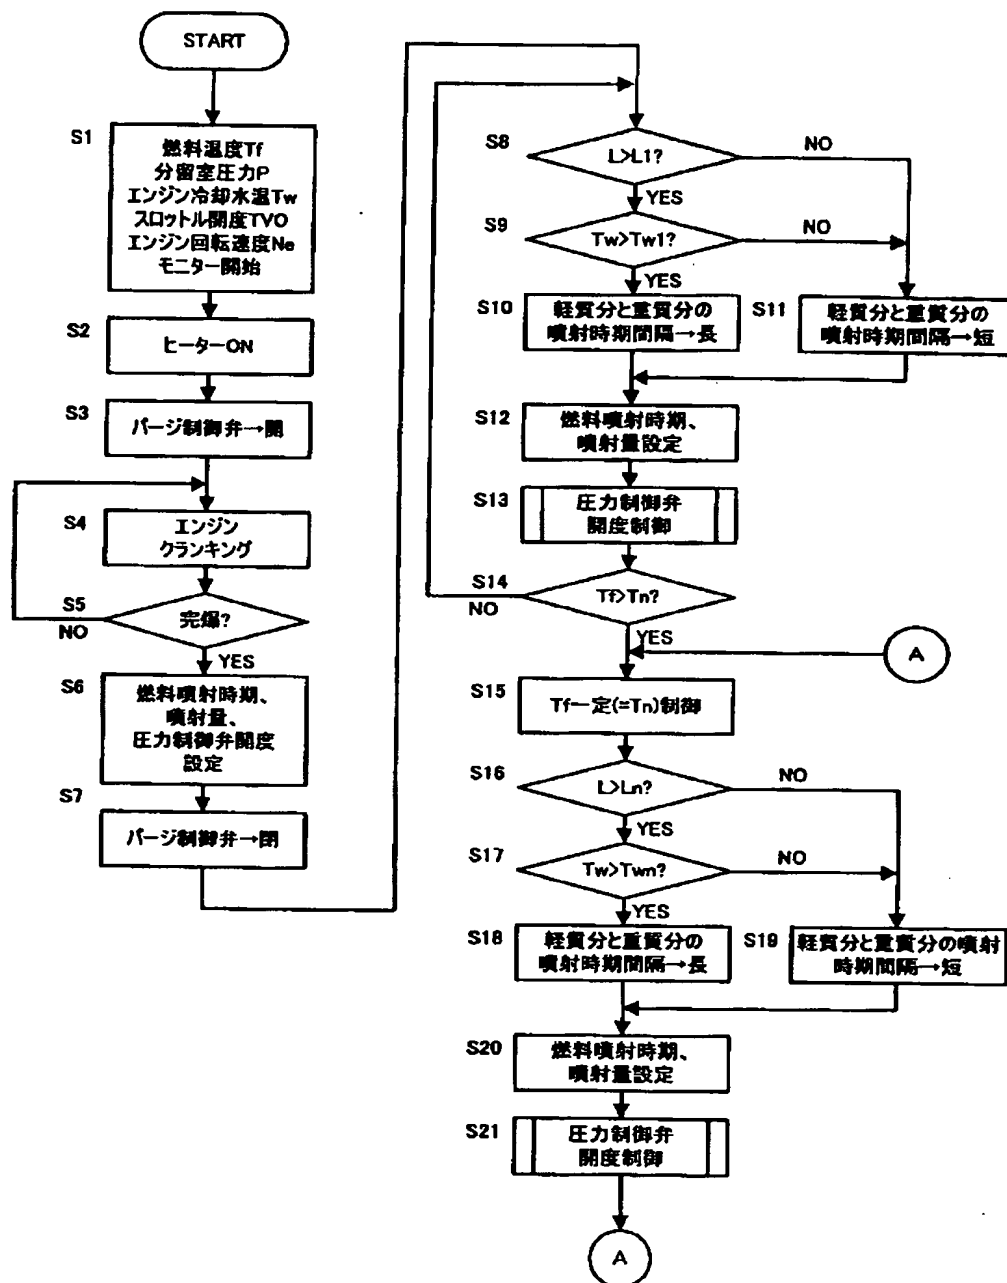 START
S1
燃料温度Tf
分留室圧力P
エンジン冷却水温Tw
スロットル開度TVO
エンジン回転速度Ne
モニター開始
S2
ヒーターON
S3
パージ制御弁→開
S4
エンジン
クランキング
S5
完爆?
NO
YES
S6
燃料噴射時期、
噴射量、
圧力制御弁開度
設定
S7
パージ制御弁→閉
S8
L>L1?
NO
YES
S9
Tw>Tw1?
NO
YES
S10
軽質分と重質分の
噴射時期間隔→長
S11
軽質分と重質分の
噴射時期間隔→短
S12
燃料噴射時期、
噴射量設定
S13
圧力制御弁
開度制御
S14
Tf>Tn?
NO
YES
A
S15
Tf一定(=Tn)制御
S16
L>Ln?
NO
YES
S17
Tw>Twn?
NO
YES
S18
軽質分と重質分の
噴射時期間隔→長
S19
軽質分と重質分の噴射
時期間隔→短
S20
燃料噴射時期、
噴射量設定
S21
圧力制御弁
開度制御
A